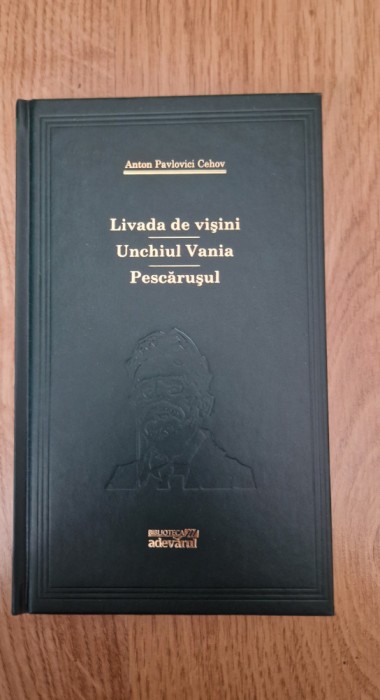 Anton Pavlovici Cehov
Livada de vişini
Unchiul Vania
Pescăruşul
BIBLIOTECA
adevărul